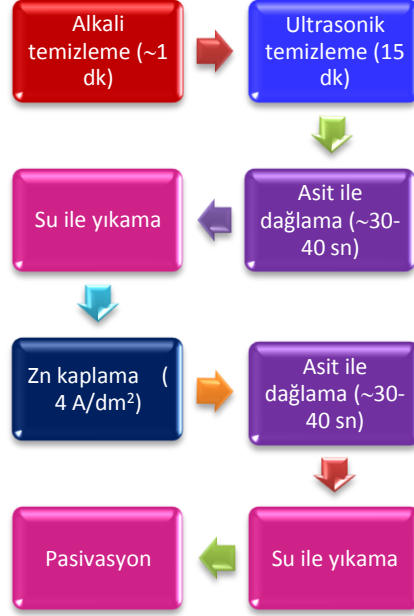 Alkali
temizleme (~1
dk)
Ultrasonik
temizleme (15
dk)
Asit ile
dağlama (~30-
40 sn)
Su ile yıkama
Zn kaplama (
4 A/dm²)
Asit ile
dağlama (~30-
40 sn)
Su ile yıkama
Pasivasyon